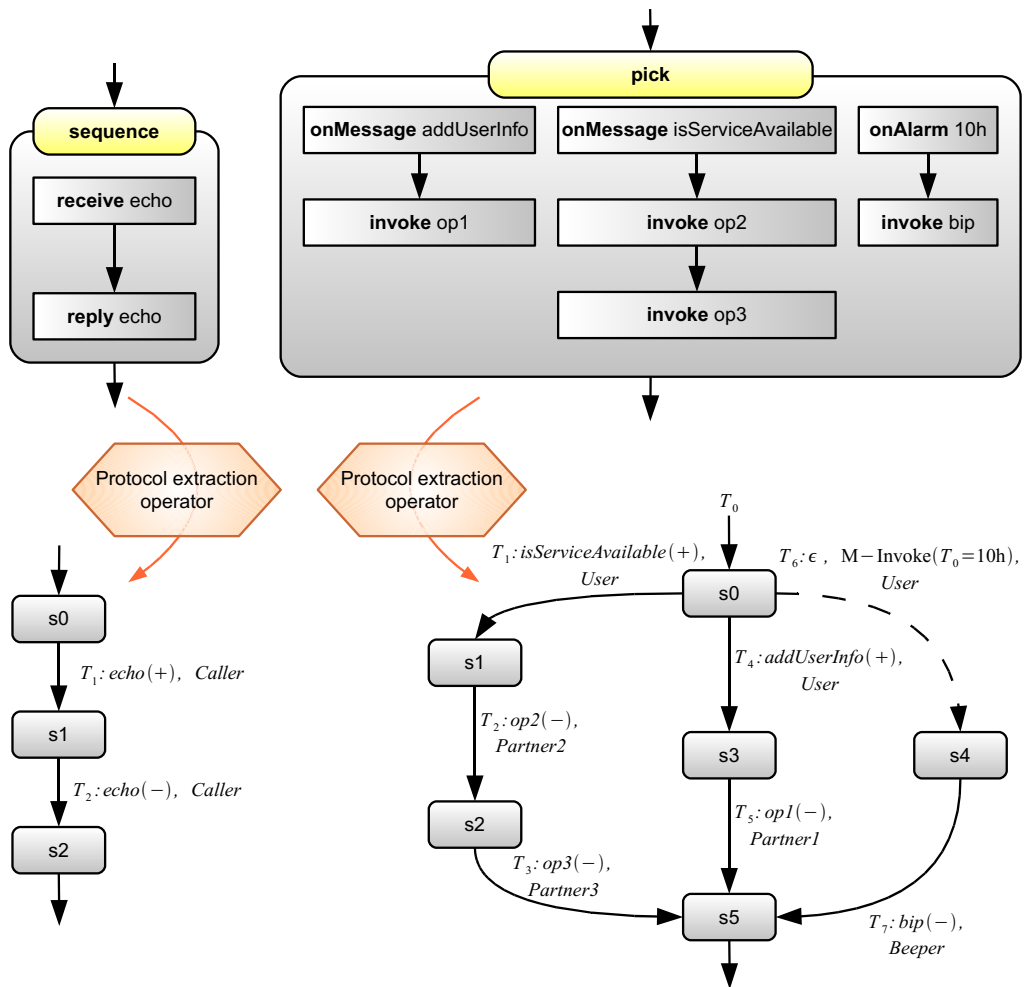 sequence
receive echo
reply echo
pick
onMessage addUserInfo
invoke op1
onMessage isServiceAvailable
invoke op2
invoke op3
onAlarm 10h
invoke bip
Protocol extraction
operator
Protocol extraction
operator
s0
T₁:echo(+), Caller
s1
T₂:echo(−), Caller
s2
T₀
s0
T₁:isServiceAvailable(+),
User
s1
T₂:op2(−),
Partner2
s2
T₃:op3(−),
Partner3
T₄:addUserInfo(+),
User
s3
T₅:op1(−),
Partner1
T₆:ϵ , M−Invoke(T₀=10h),
User
s4
T₇:bip(−),
Beeper
s5